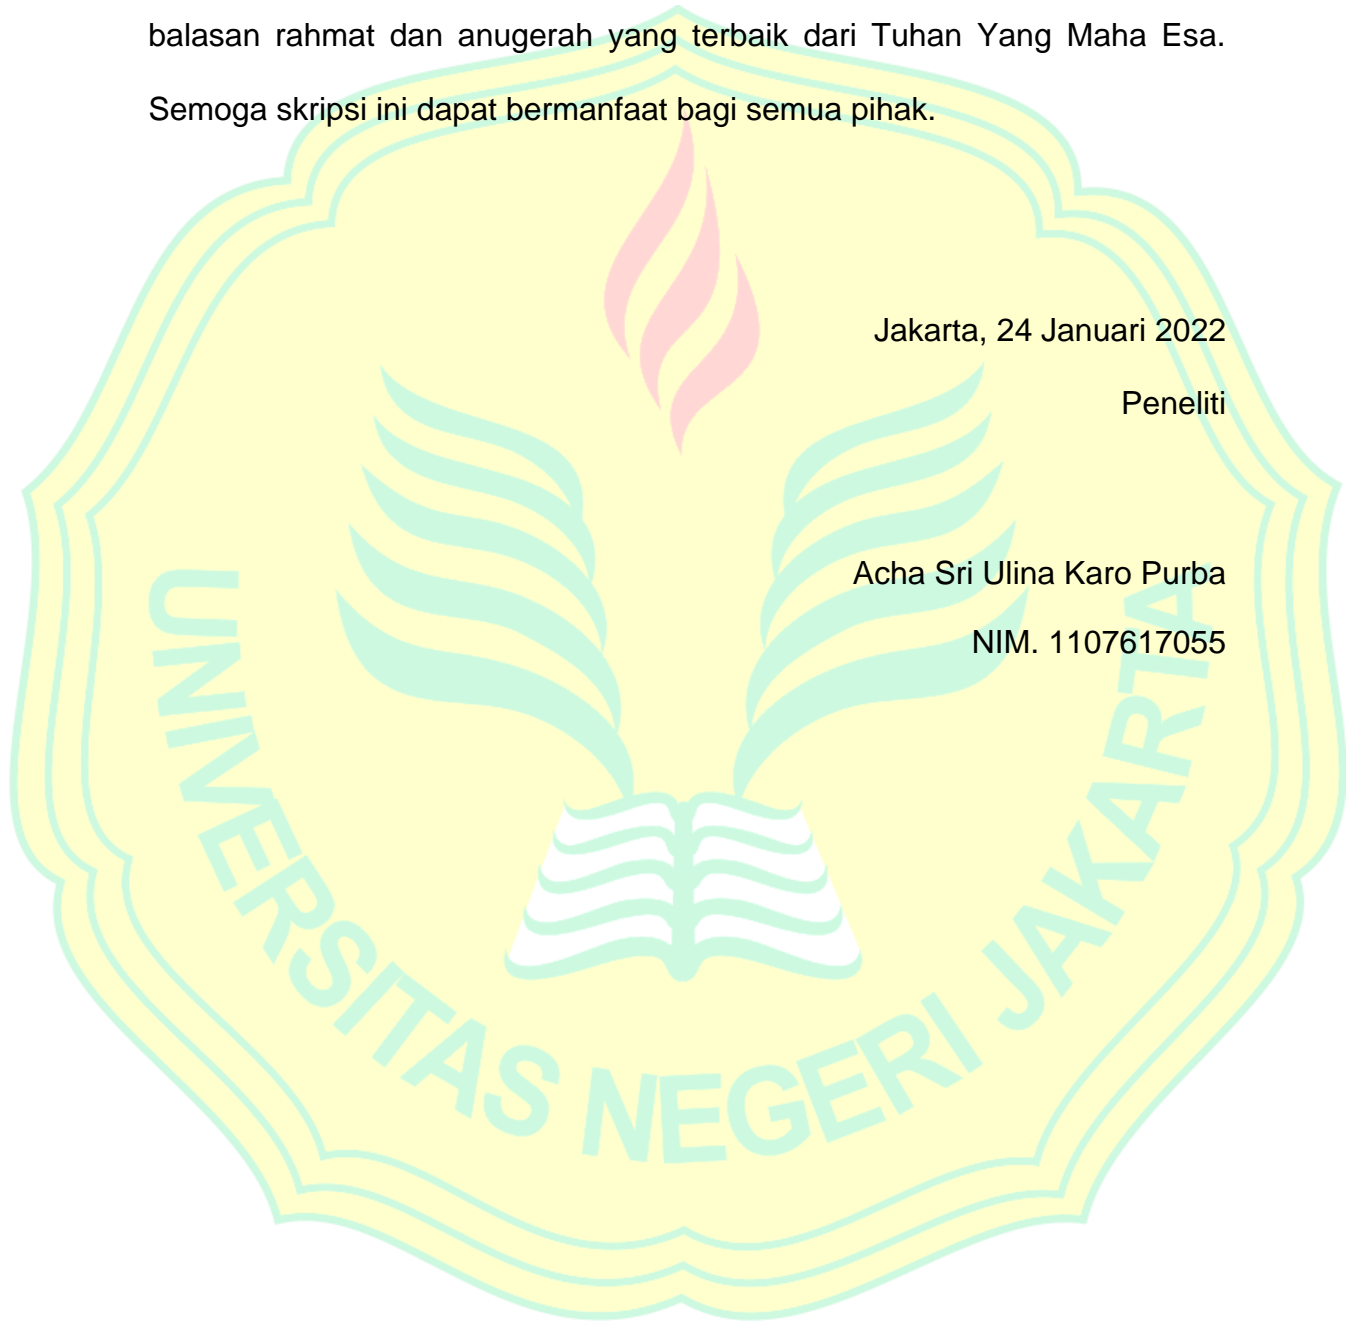 balasan rahmat dan anugerah yang terbaik dari Tuhan Yang Maha Esa.
Semoga skripsi ini dapat bermanfaat bagi semua pihak.
Jakarta, 24 Januari 2022
Peneliti
Acha Sri Ulina Karo Purba
NIM. 1107617055
UNIVERSITAS NEGERI JAKARTA